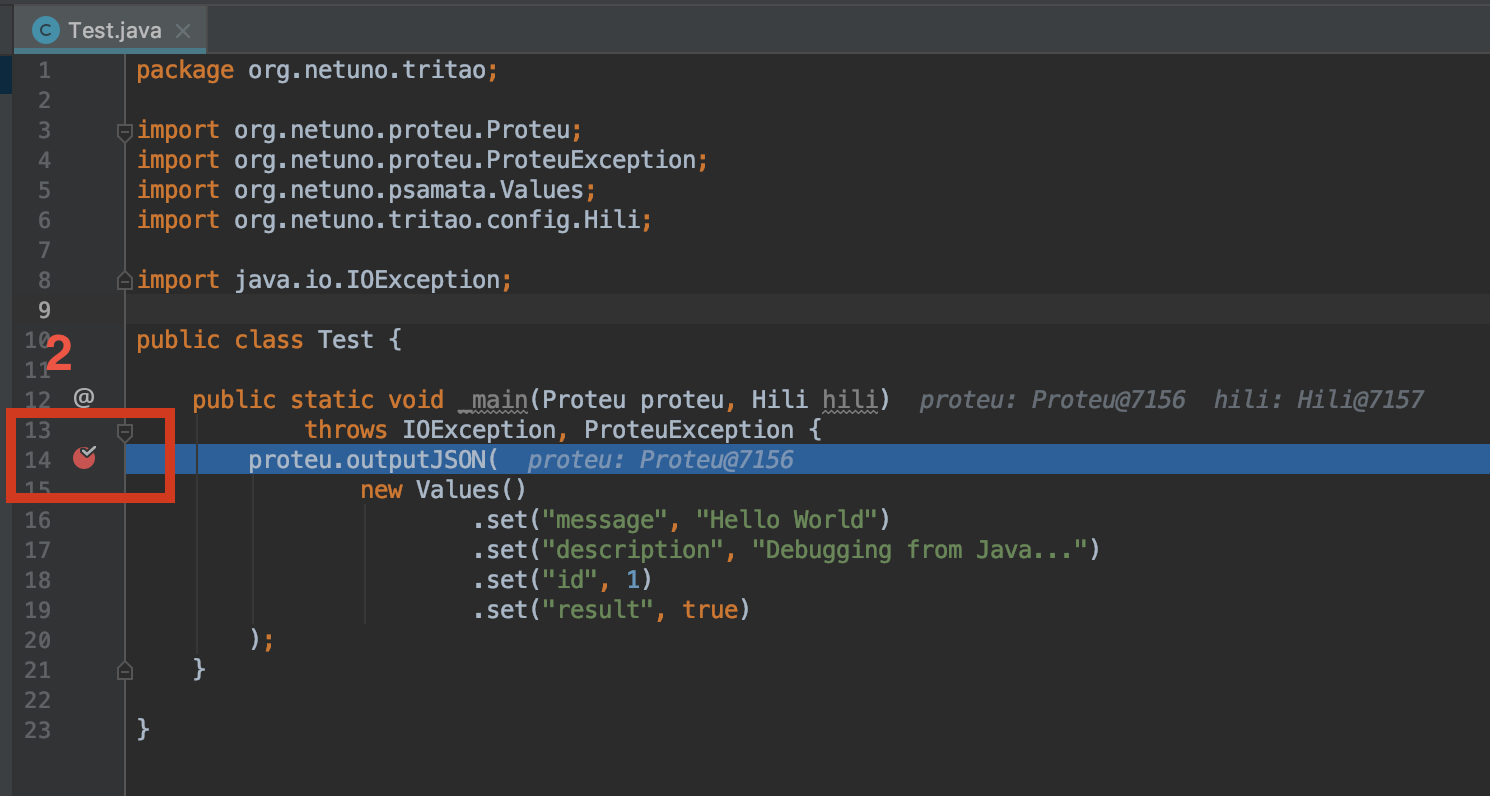 C Test.java
1 package org.netuno.tritao;
2
3 import org.netuno.proteu.Proteu;
4 import org.netuno.proteu.ProteuException;
5 import org.netuno.psamata.Values;
6 import org.netuno.tritao.config.Hili;
7
8 import java.io.IOException;
9
10 public class Test {
2
11
12 @ public static void _main(Proteu proteu, Hili hili) proteu: Proteu@7156 hili: Hili@7157
13 throws IOException, ProteuException {
14 proteu.outputJSON( proteu: Proteu@7156
15 new Values()
16 .set("message", "Hello World")
17 .set("description", "Debugging from Java...")
18 .set("id", 1)
19 .set("result", true)
20 );
21 }
22
23 }